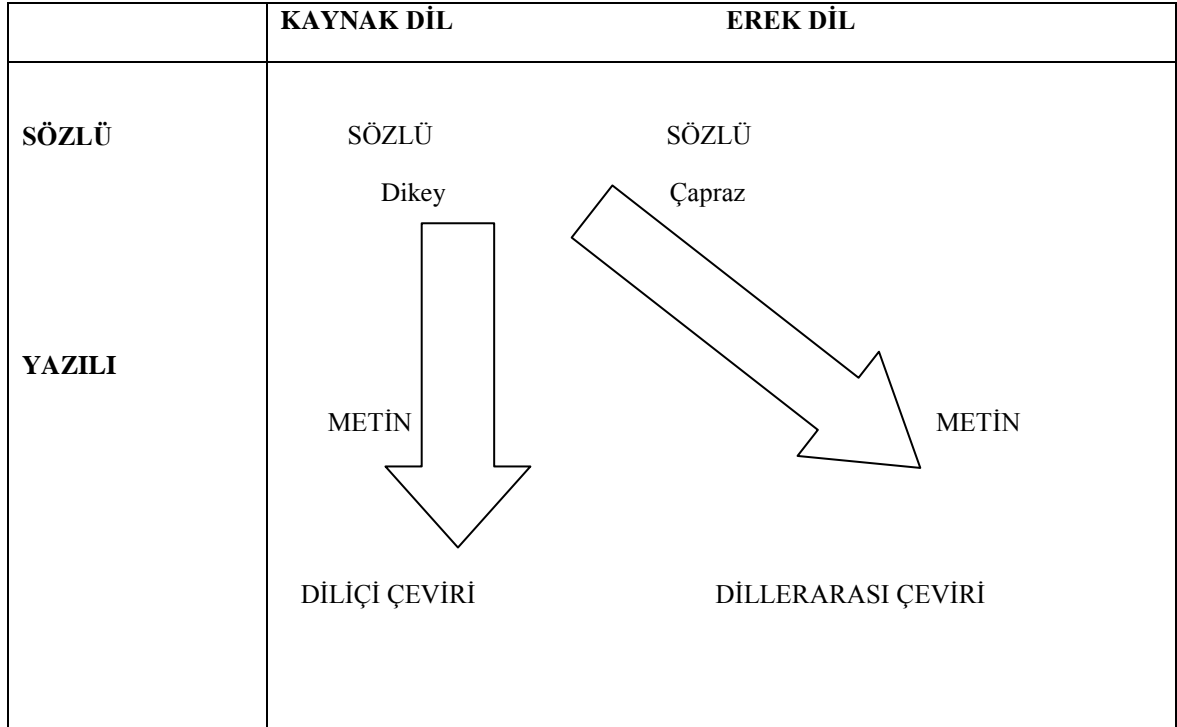 KAYNAK DİL EREK DİL
SÖZLÜ SÖZLÜ SÖZLÜ
Dikey Çapraz
YAZILI
METİN METİN
DİLİÇİ ÇEVİRİ DİLLERARASI ÇEVİRİ